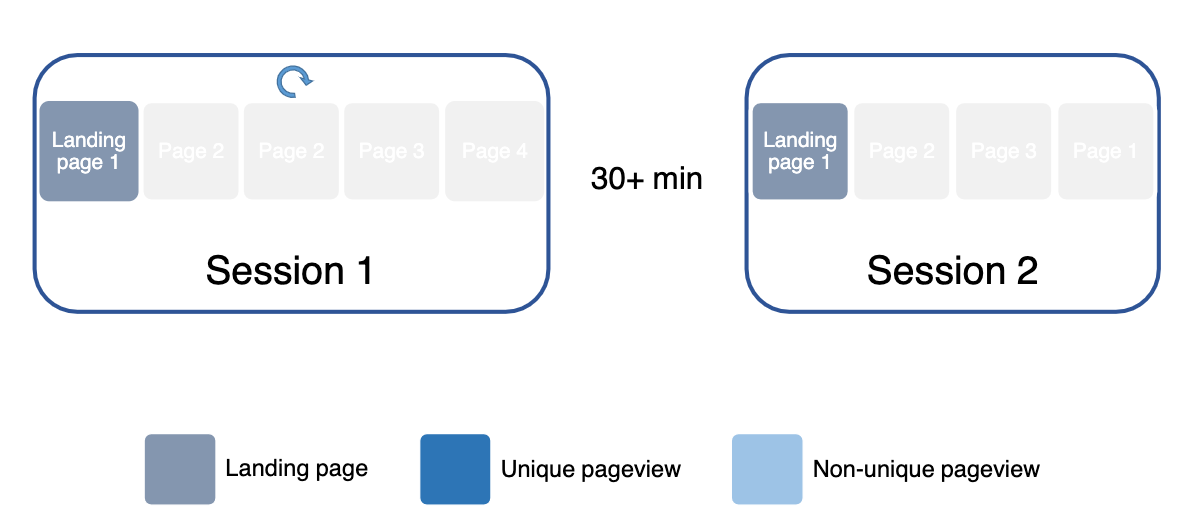 Landing
page 1
Page 2
Page 2
Page 3
Page 4
Session 1
30+ min
Landing
page 1
Page 2
Page 3
Page 1
Session 2
Landing page
Unique pageview
Non-unique pageview